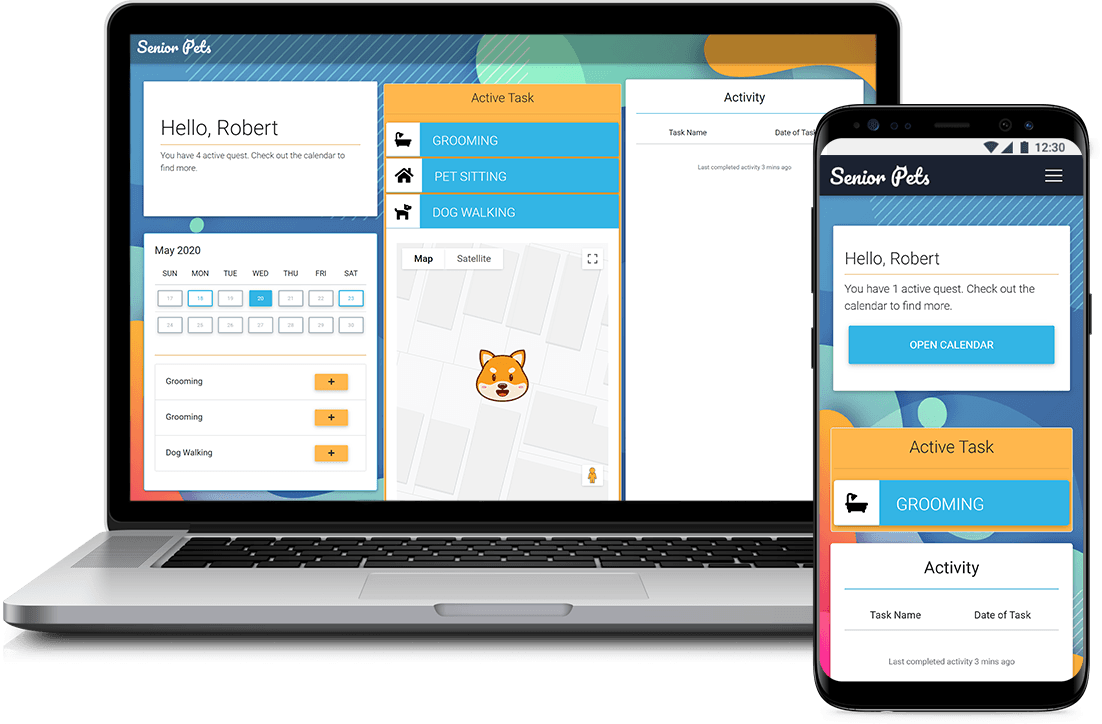 Senior Pets
Hello, Robert
You have 4 active quest. Check out the calendar to
find more.
May 2020
SUN MON TUE WED THU FRI SAT
17 18 19 20 21 22 23
24 25 26 27 28 29 30
Grooming +
Grooming +
Dog Walking +
Active Task
GROOMING
PET SITTING
DOG WALKING
Map Satellite
Activity
Task Name Date of Tas
Last completed activity 3 mins ago
12:30
Senior Pets
Hello, Robert
You have 1 active quest. Check out the
calendar to find more.
OPEN CALENDAR
Active Task
GROOMING
Activity
Task Name Date of Task
Last completed activity 3 mins ago